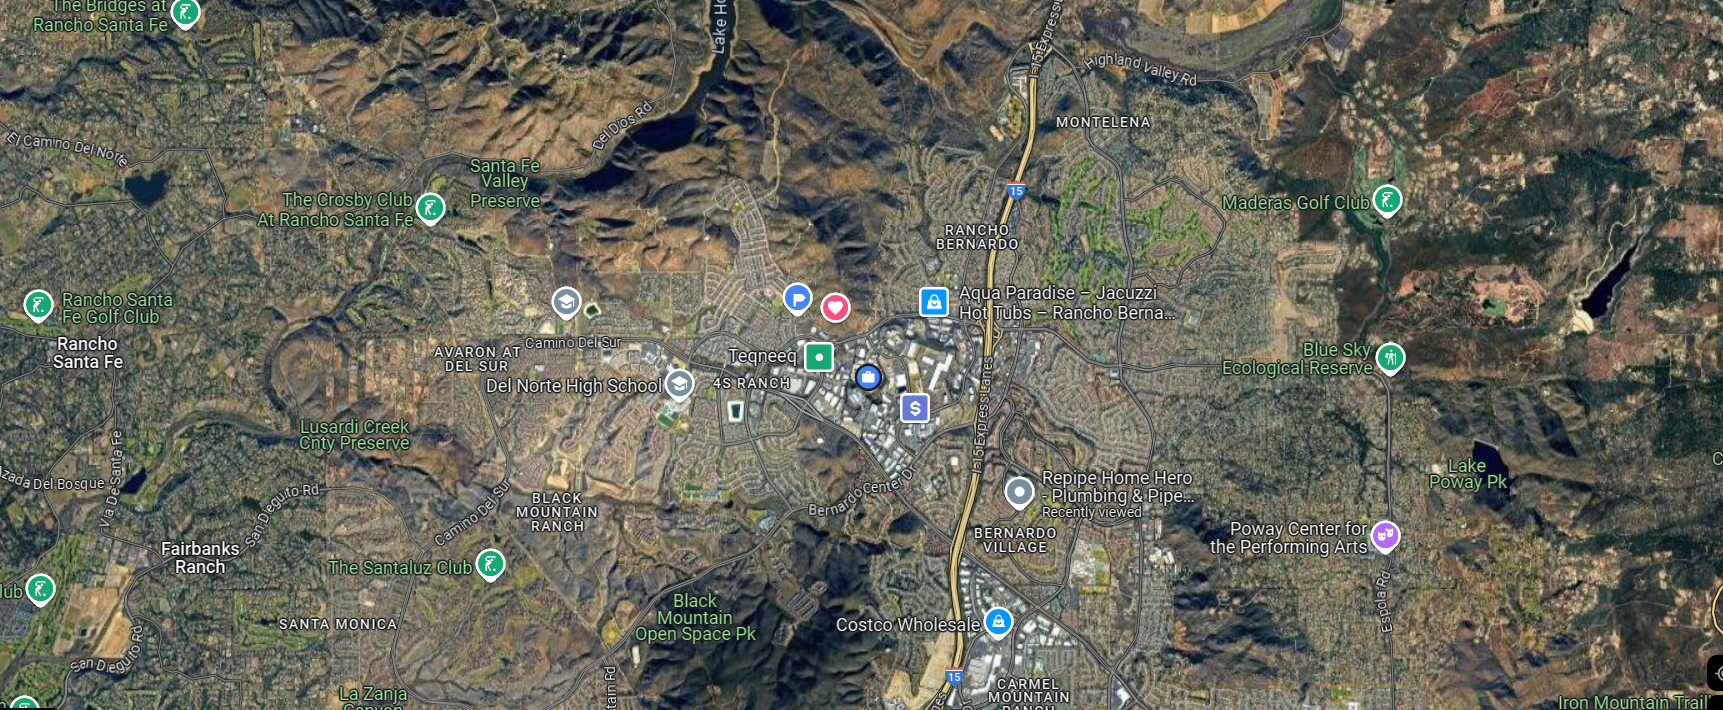 The Bridges at
Rancho Santa Fe
Lake Ho
I-15 Express
Highland Valley Rd
MONTELENA
Del Dios Rd
El Camino Del Norte
Santa Fe
Valley
Preserve
The Crosby Club
At Rancho Santa Fe
15
Maderas Golf Club
RANCHO
BERNARDO
Rancho Santa
Fe Golf Club
Aqua Paradise – Jacuzzi
Hot Tubs – Rancho Berna...
Rancho
Santa Fe
AVARON AT
DEL SUR
Camino Del Sur
Teqneeq
Blue Sky
Ecological Reserve
Del Norte High School
4S RANCH
$
I-15 Express Lanes
Lusardi Creek
Cnty Preserve
Via De Santa Fe
Azada Del Bosque
San Dieguito Rd
Camino Del Sur
BLACK
MOUNTAIN
RANCH
Bernardo Center Dr
Repipe Home Hero
- Plumbing & Pipe...
Recently viewed
Lake
Poway Pk
C
BERNARDO
VILLAGE
Poway Center for
the Performing Arts
Fairbanks
Ranch
The Santaluz Club
lub
Black
Mountain
Open Space Pk
Espola Rd
SANTA MONICA
Costco Wholesale
San Dieguito Rd
tain Rd
15
es
La Zanja
Canyon
CARMEL
MOUNTAIN
RANCH
Iron Mountain Trail